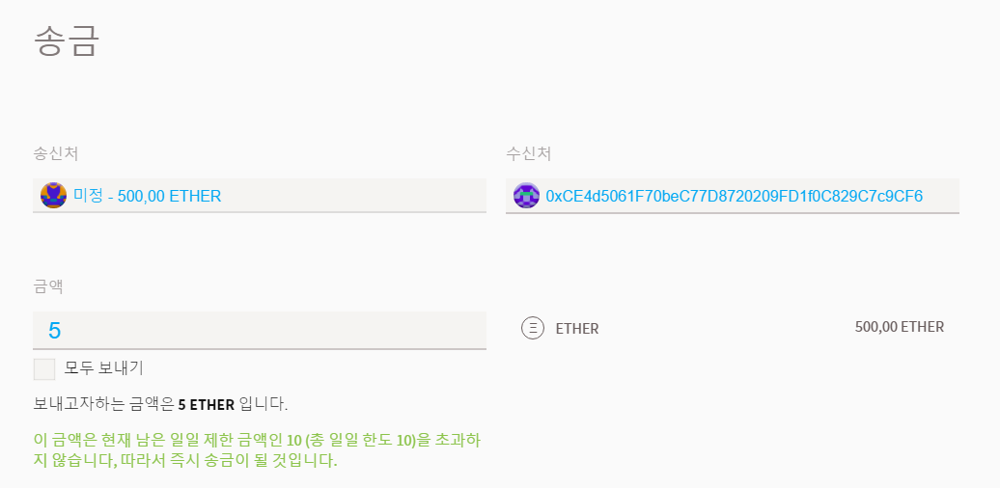 송금
송신처
수신처
미정 - 500,00 ETHER
0xCE4d5061F70beC77D8720209FD1f0C829C7c9CF6
금액
5
Ξ ETHER
500,00 ETHER
모두 보내기
보내고자하는 금액은 5 ETHER 입니다.
이 금액은 현재 남은 일일 제한 금액인 10 (총 일일 한도 10)을 초과하
지 않습니다, 따라서 즉시 송금이 될 것입니다.